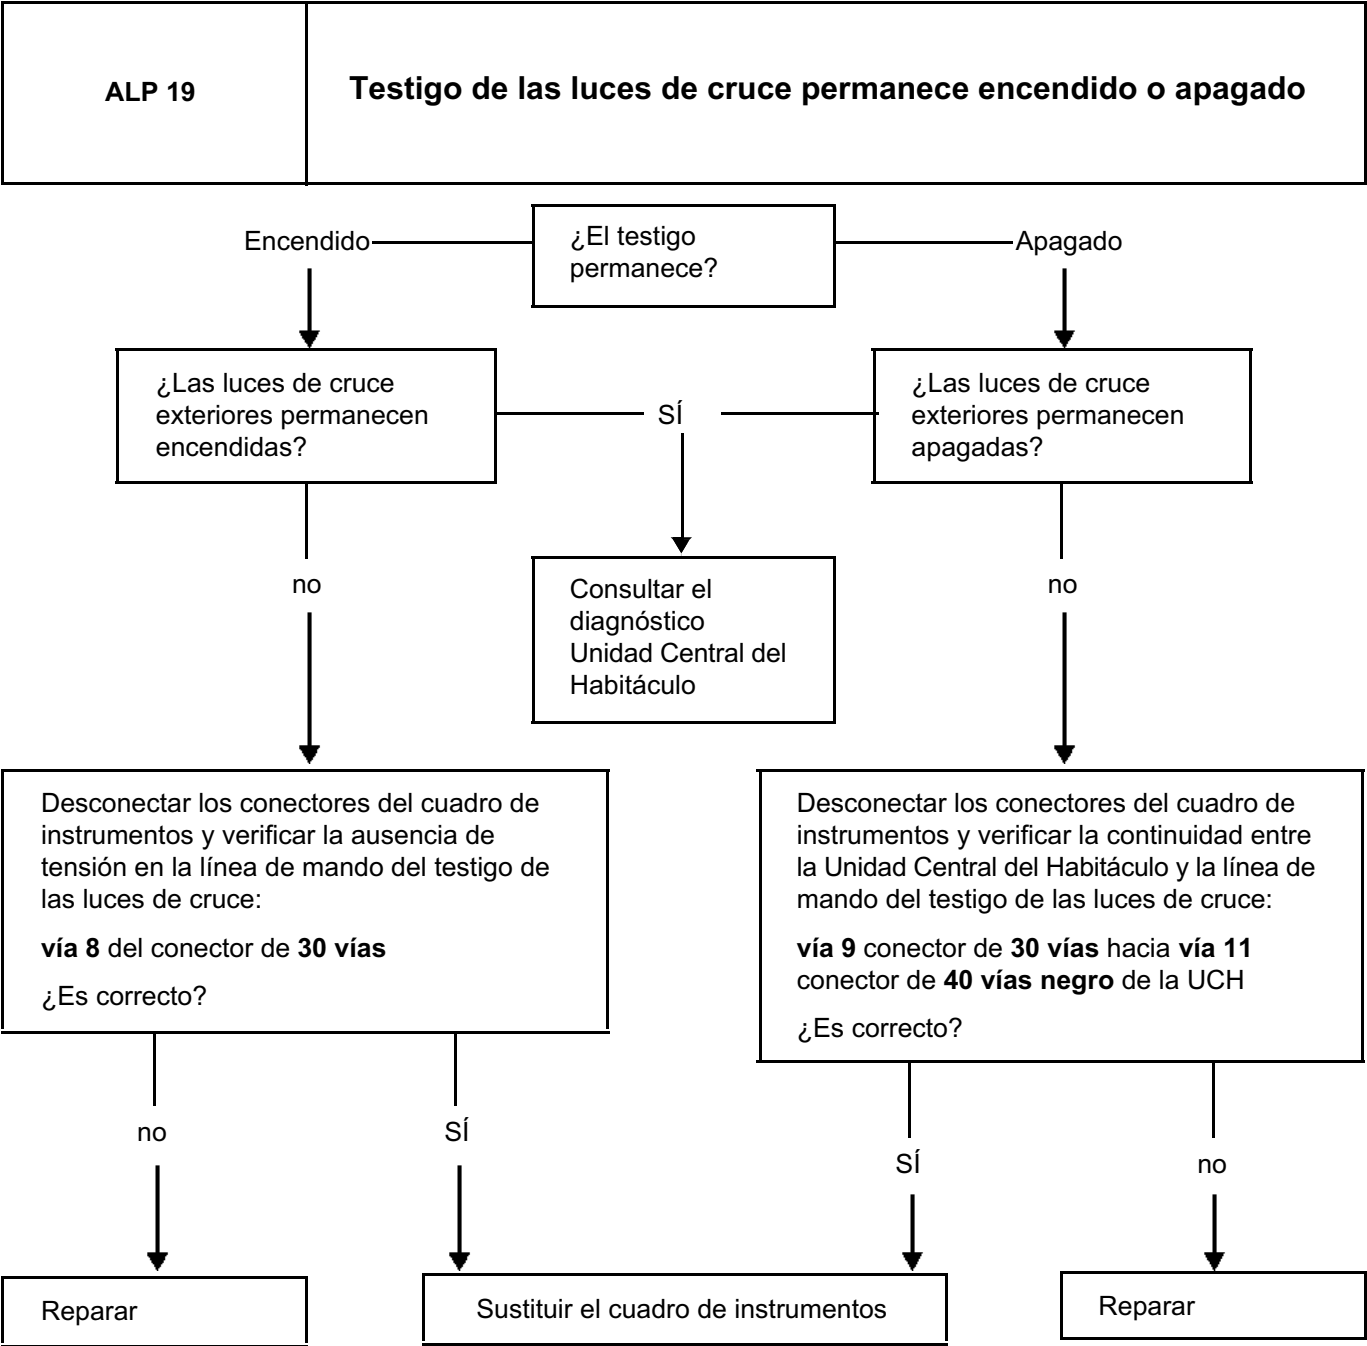 ALP 19
Testigo de las luces de cruce permanece encendido o apagado
Encendido
¿El testigo
permanece?
Apagado
¿Las luces de cruce
exteriores permanecen
encendidas?
SÍ
¿Las luces de cruce
exteriores permanecen
apagadas?
no
Consultar el
diagnóstico
Unidad Central del
Habitáculo
no
Desconectar los conectores del cuadro de
instrumentos y verificar la ausencia de
tensión en la línea de mando del testigo de
las luces de cruce:
vía 8 del conector de 30 vías
¿Es correcto?
Desconectar los conectores del cuadro de
instrumentos y verificar la continuidad entre
la Unidad Central del Habitáculo y la línea de
mando del testigo de las luces de cruce:
vía 9 conector de 30 vías hacia vía 11
conector de 40 vías negro de la UCH
¿Es correcto?
no
SÍ
SÍ
no
Reparar
Sustituir el cuadro de instrumentos
Reparar